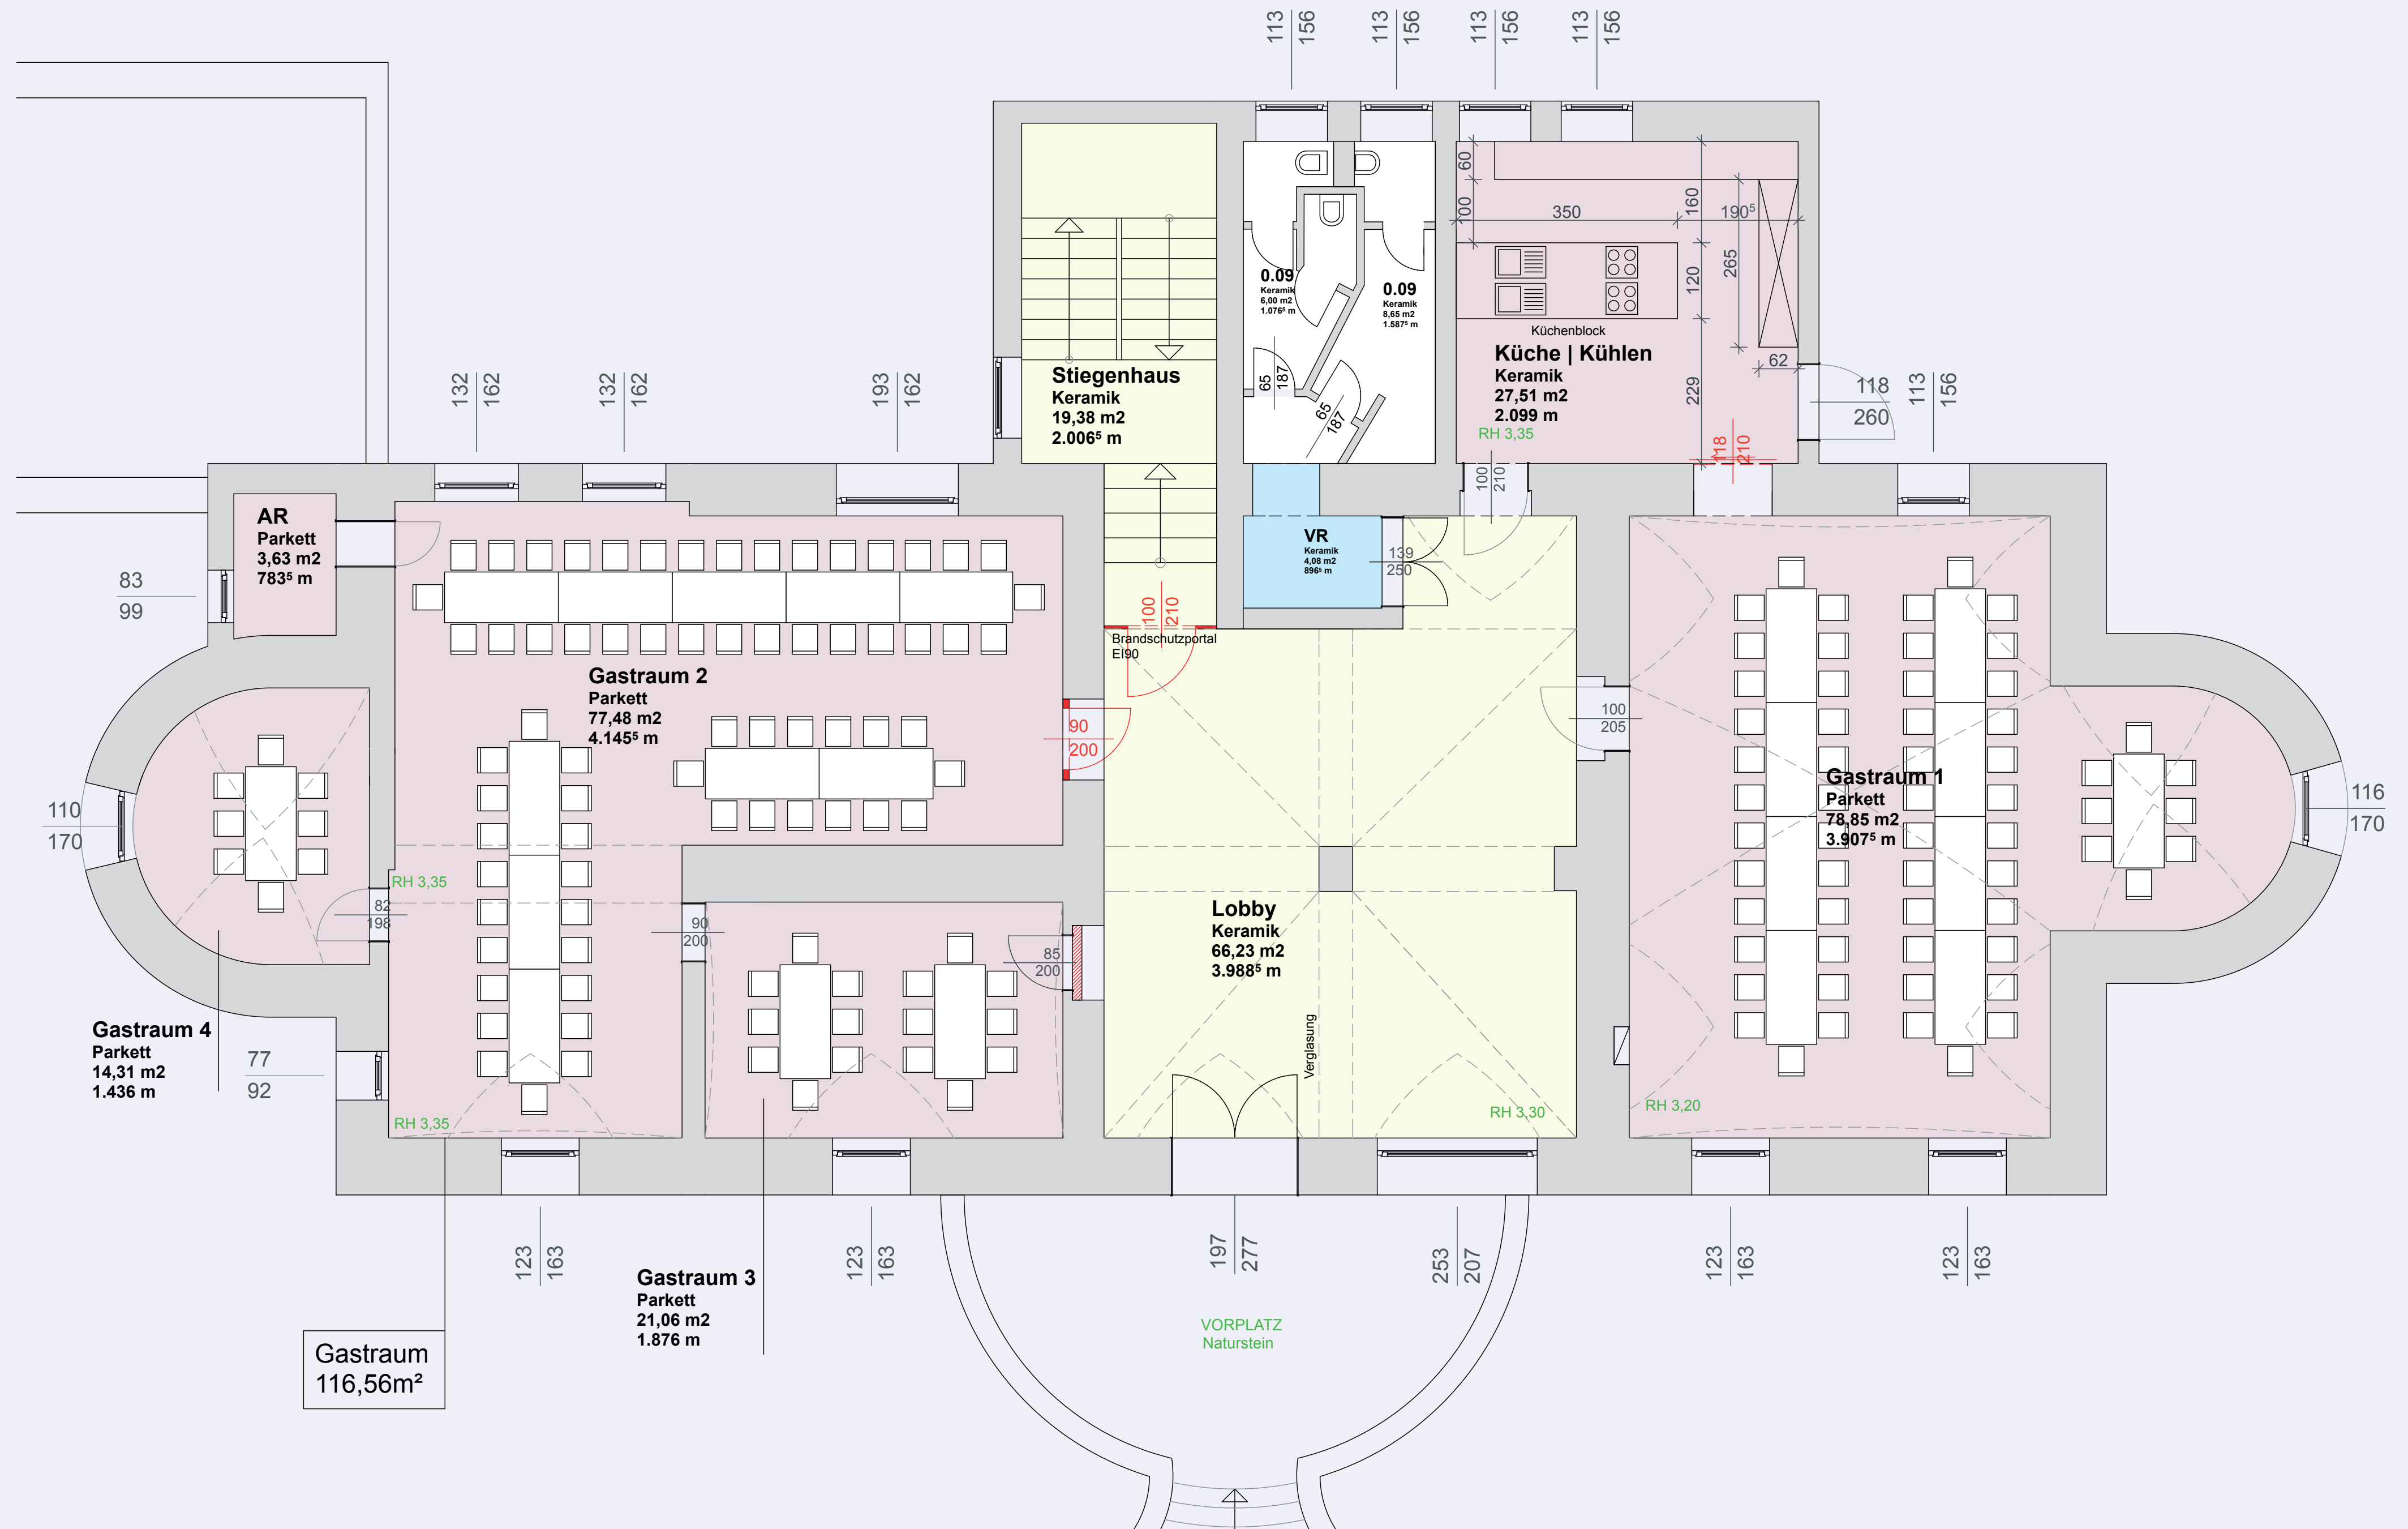 113
156
113
156
113
156
113
156
60
100
350
160
190⁵
265
120
229
62
Küchenblock
Küche | Kühlen
Keramik
27,51 m2
2.099 m
RH 3,35
118
210
118
260
113
156
100
210
0.09
Keramik
6,00 m2
1.076⁵ m
0.09
Keramik
8,65 m2
1.587⁵ m
65
187
65
187
Stiegenhaus
Keramik
19,38 m2
2.006⁵ m
132
162
132
162
193
162
AR
Parkett
3,63 m2
783⁵ m
83
99
VR
Keramik
4,08 m2
896⁵ m
139
250
100
210
Brandschutzportal
EI90
Gastraum 2
Parkett
77,48 m2
4.145⁵ m
90
200
100
205
Gastraum 1
Parkett
78,85 m2
3.907⁵ m
116
170
110
170
RH 3,35
82
198
90
200
85
200
Lobby
Keramik
66,23 m2
3.988⁵ m
Verglasung
Gastraum 4
Parkett
14,31 m2
1.436 m
77
92
RH 3,35
RH 3,30
RH 3,20
123
163
123
163
197
277
253
207
123
163
123
163
Gastraum 3
Parkett
21,06 m2
1.876 m
VORPLATZ
Naturstein
Gastraum
116,56m²